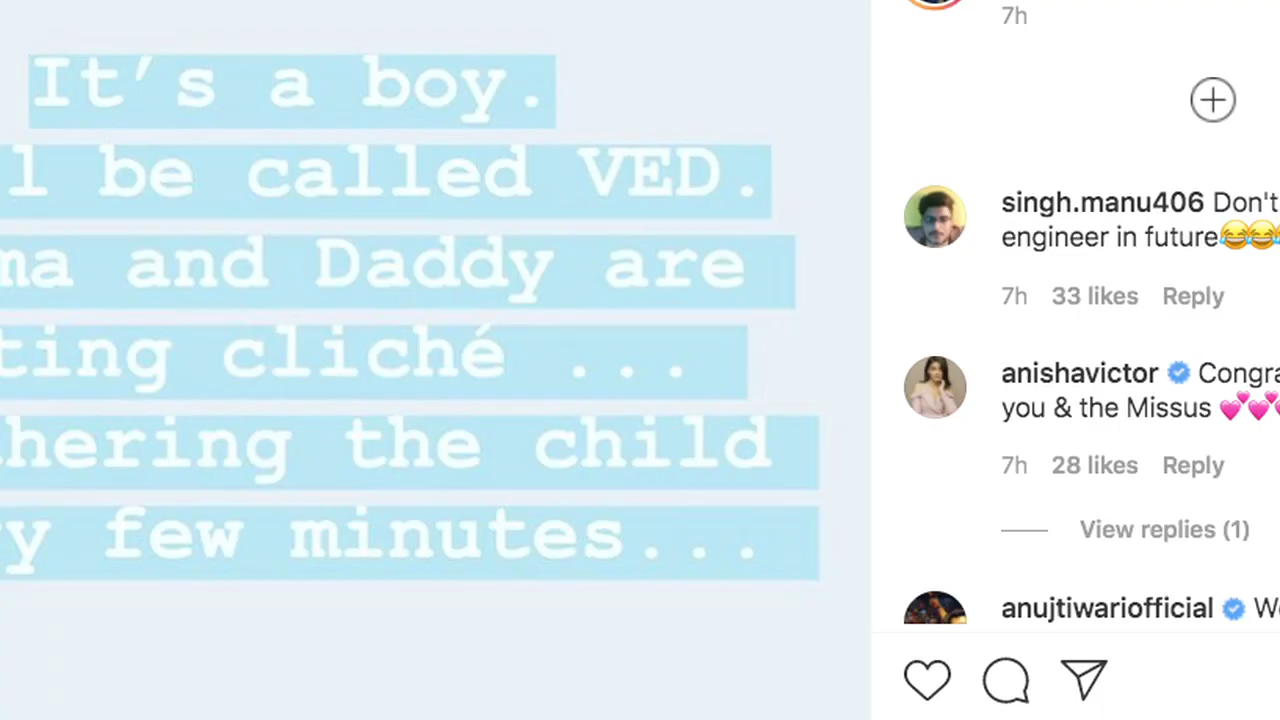 It's a boy.
l be called VED.
ma and Daddy are
ting cliché ...
hering the child
y few minutes...
7h
singh.manu406 Don't
engineer in future😂😂
7h 33 likes Reply
anishavictor Congra
you & the Missus 💕💕
7h 28 likes Reply
View replies (1)
anujtiwariofficial We